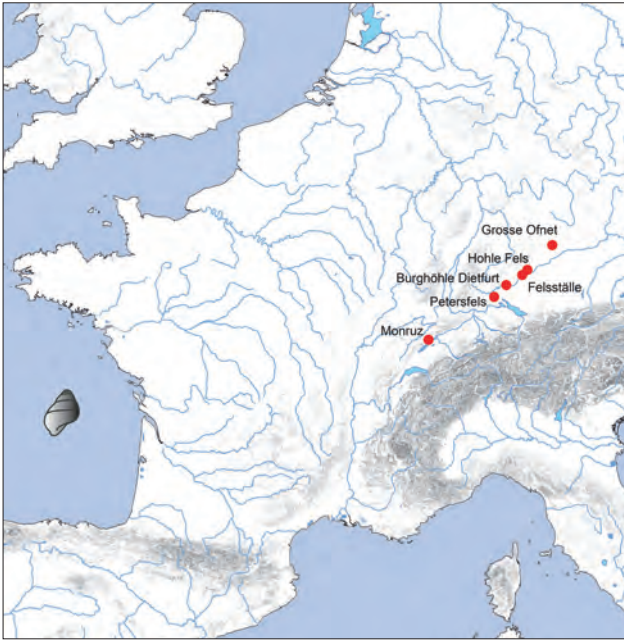 Grosse Ofnet
Hohle Fels
Burghöhle Dietfurt
Felsställe
Petersfels
Monruz